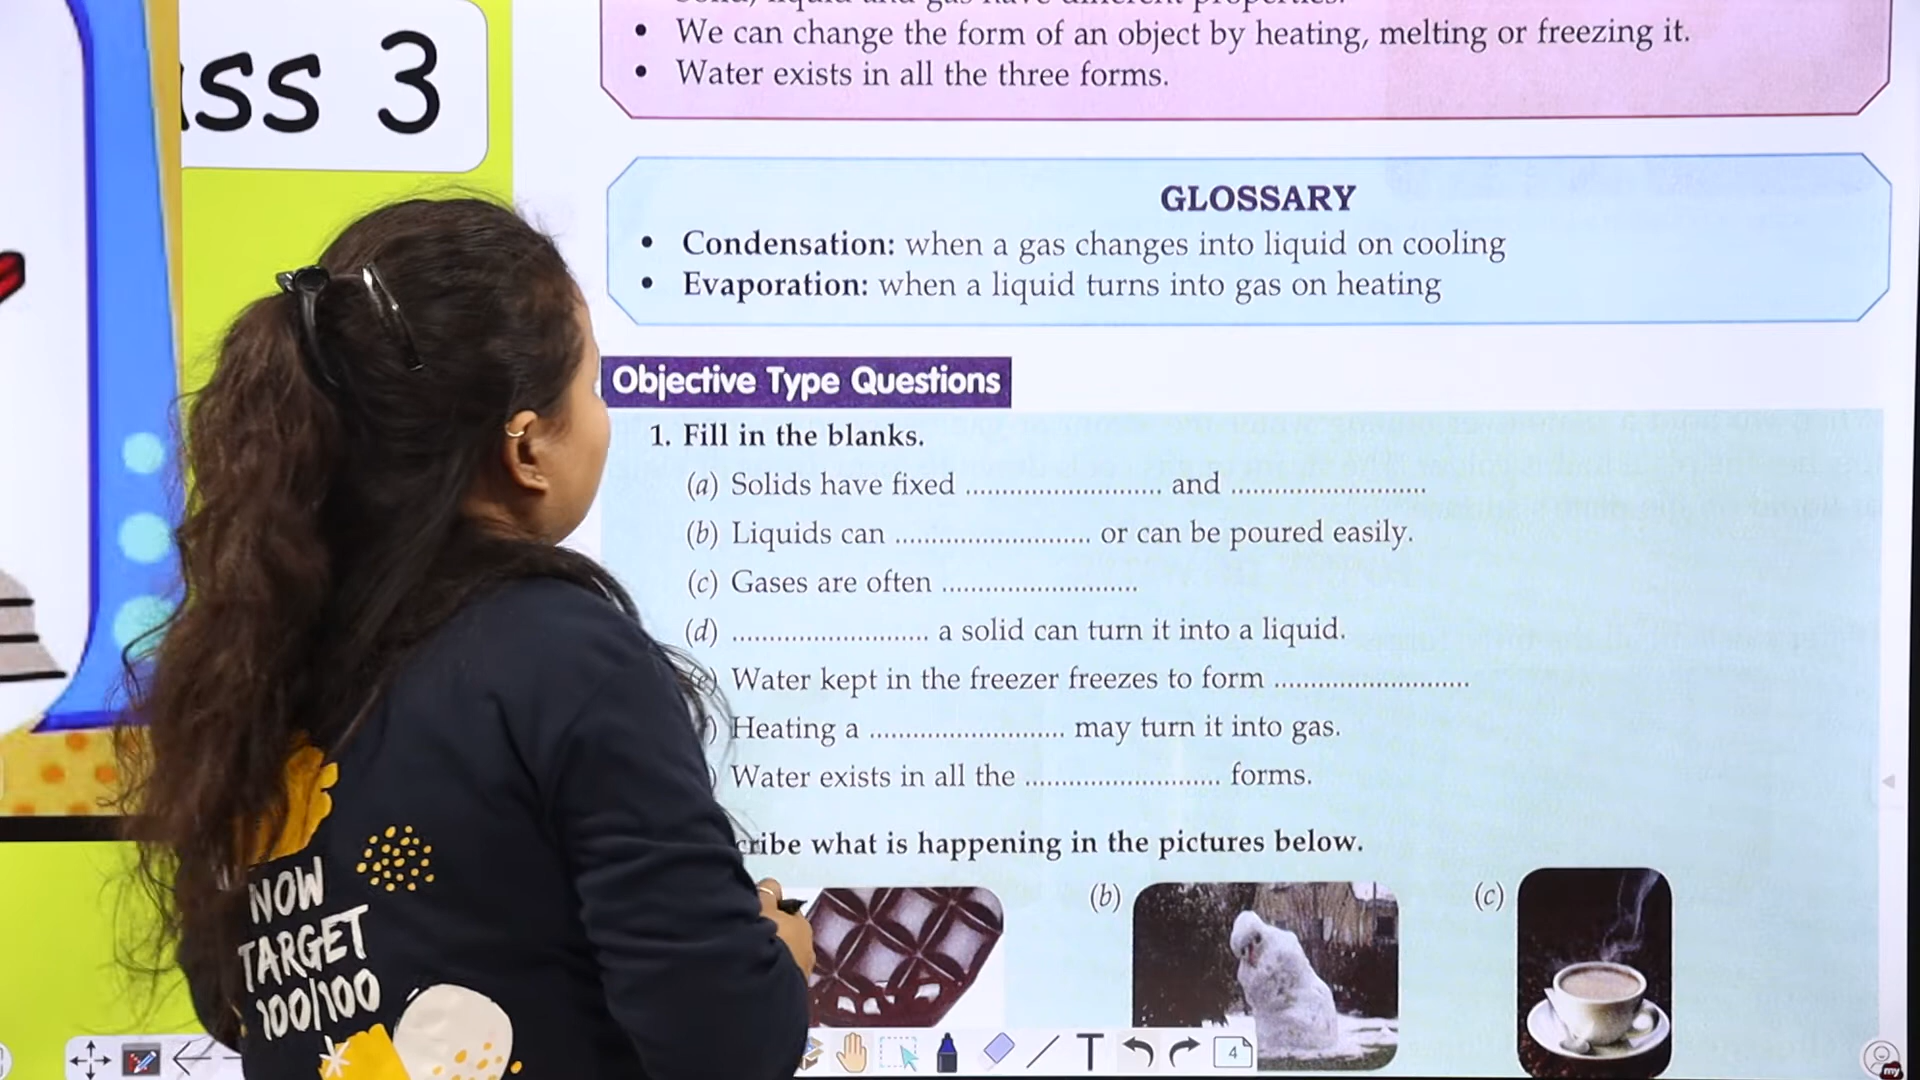 ss 3
We can change the form of an object by heating, melting or freezing it.
Water exists in all the three forms.
GLOSSARY
Condensation: when a gas changes into liquid on cooling
Evaporation: when a liquid turns into gas on heating
Objective Type Questions
1. Fill in the blanks.
(a) Solids have fixed ........................... and ...........................
(b) Liquids can ........................... or can be poured easily.
(c) Gases are often ...........................
(d) ........................... a solid can turn it into a liquid.
(e) Water kept in the freezer freezes to form ...........................
) Heating a ........................... may turn it into gas.
) Water exists in all the ........................... forms.
cribe what is happening in the pictures below.
(b)
(c)
NOW
TARGET
100/100
T
4
my